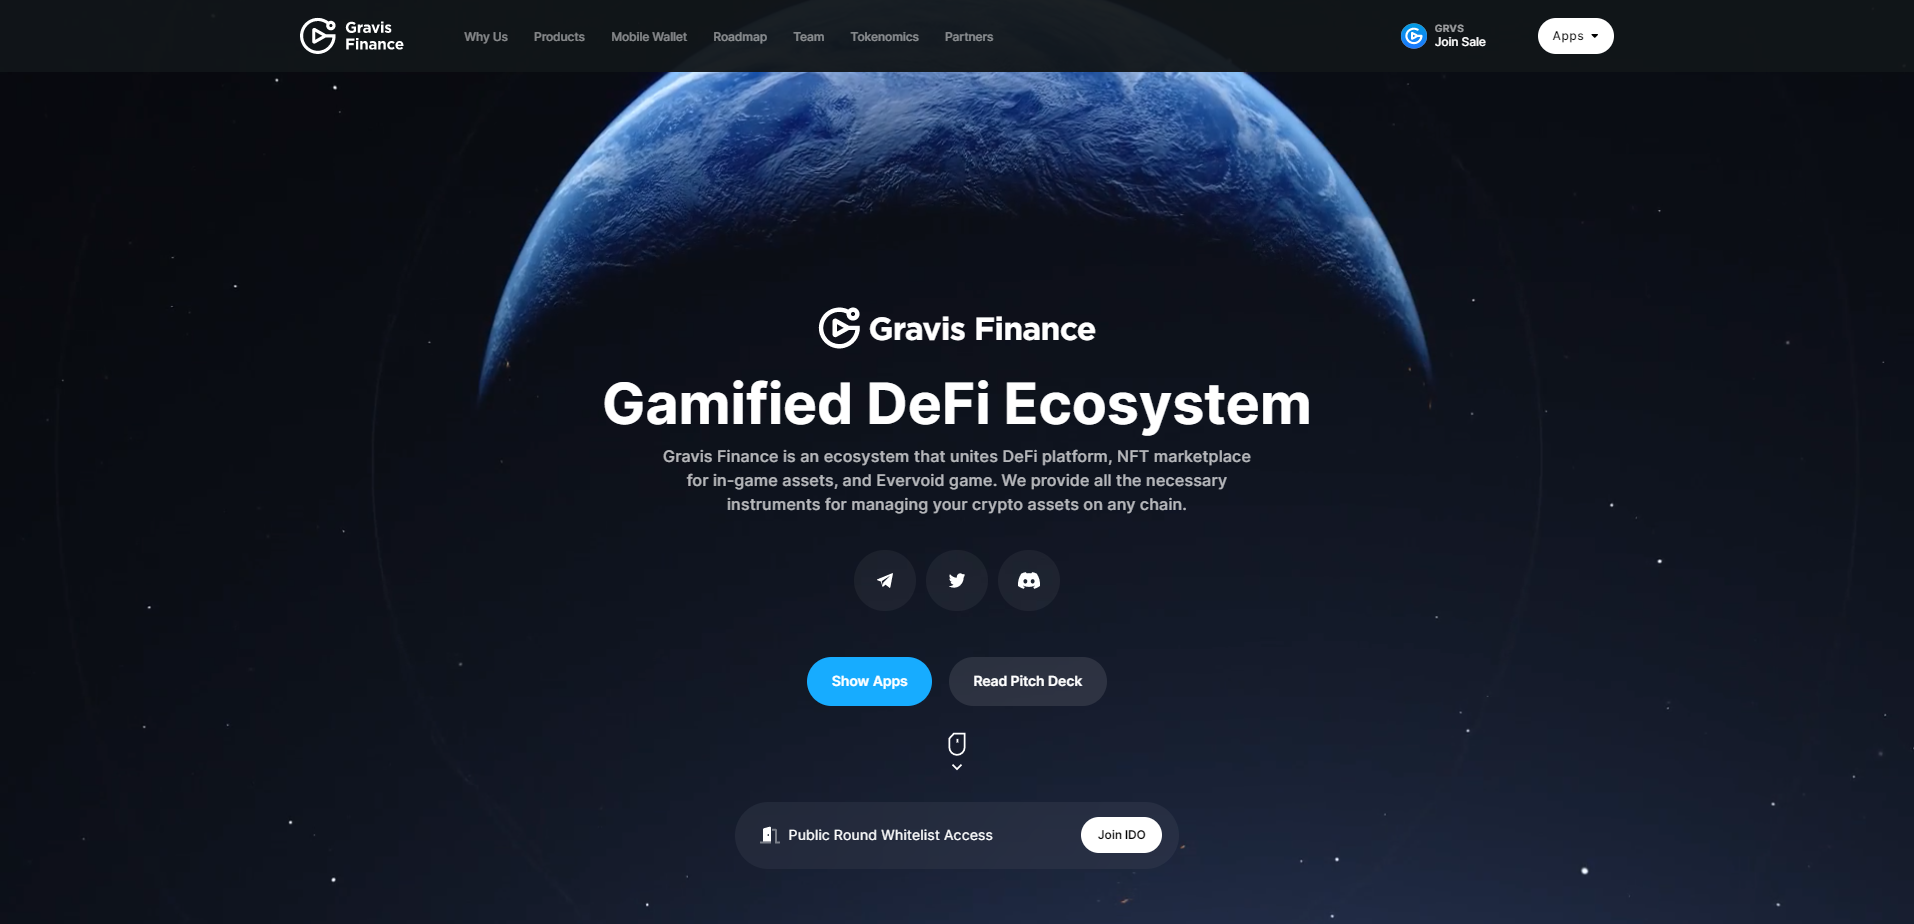 Gravis
Finance
Why Us
Products
Mobile Wallet
Roadmap
Team
Tokenomics
Partners
GRVS
Join Sale
Apps
Gravis Finance
Gamified DeFi Ecosystem
Gravis Finance is an ecosystem that unites DeFi platform, NFT marketplace
for in-game assets, and Evervoid game. We provide all the necessary
instruments for managing your crypto assets on any chain.
Show Apps
Read Pitch Deck
Public Round Whitelist Access
Join IDO